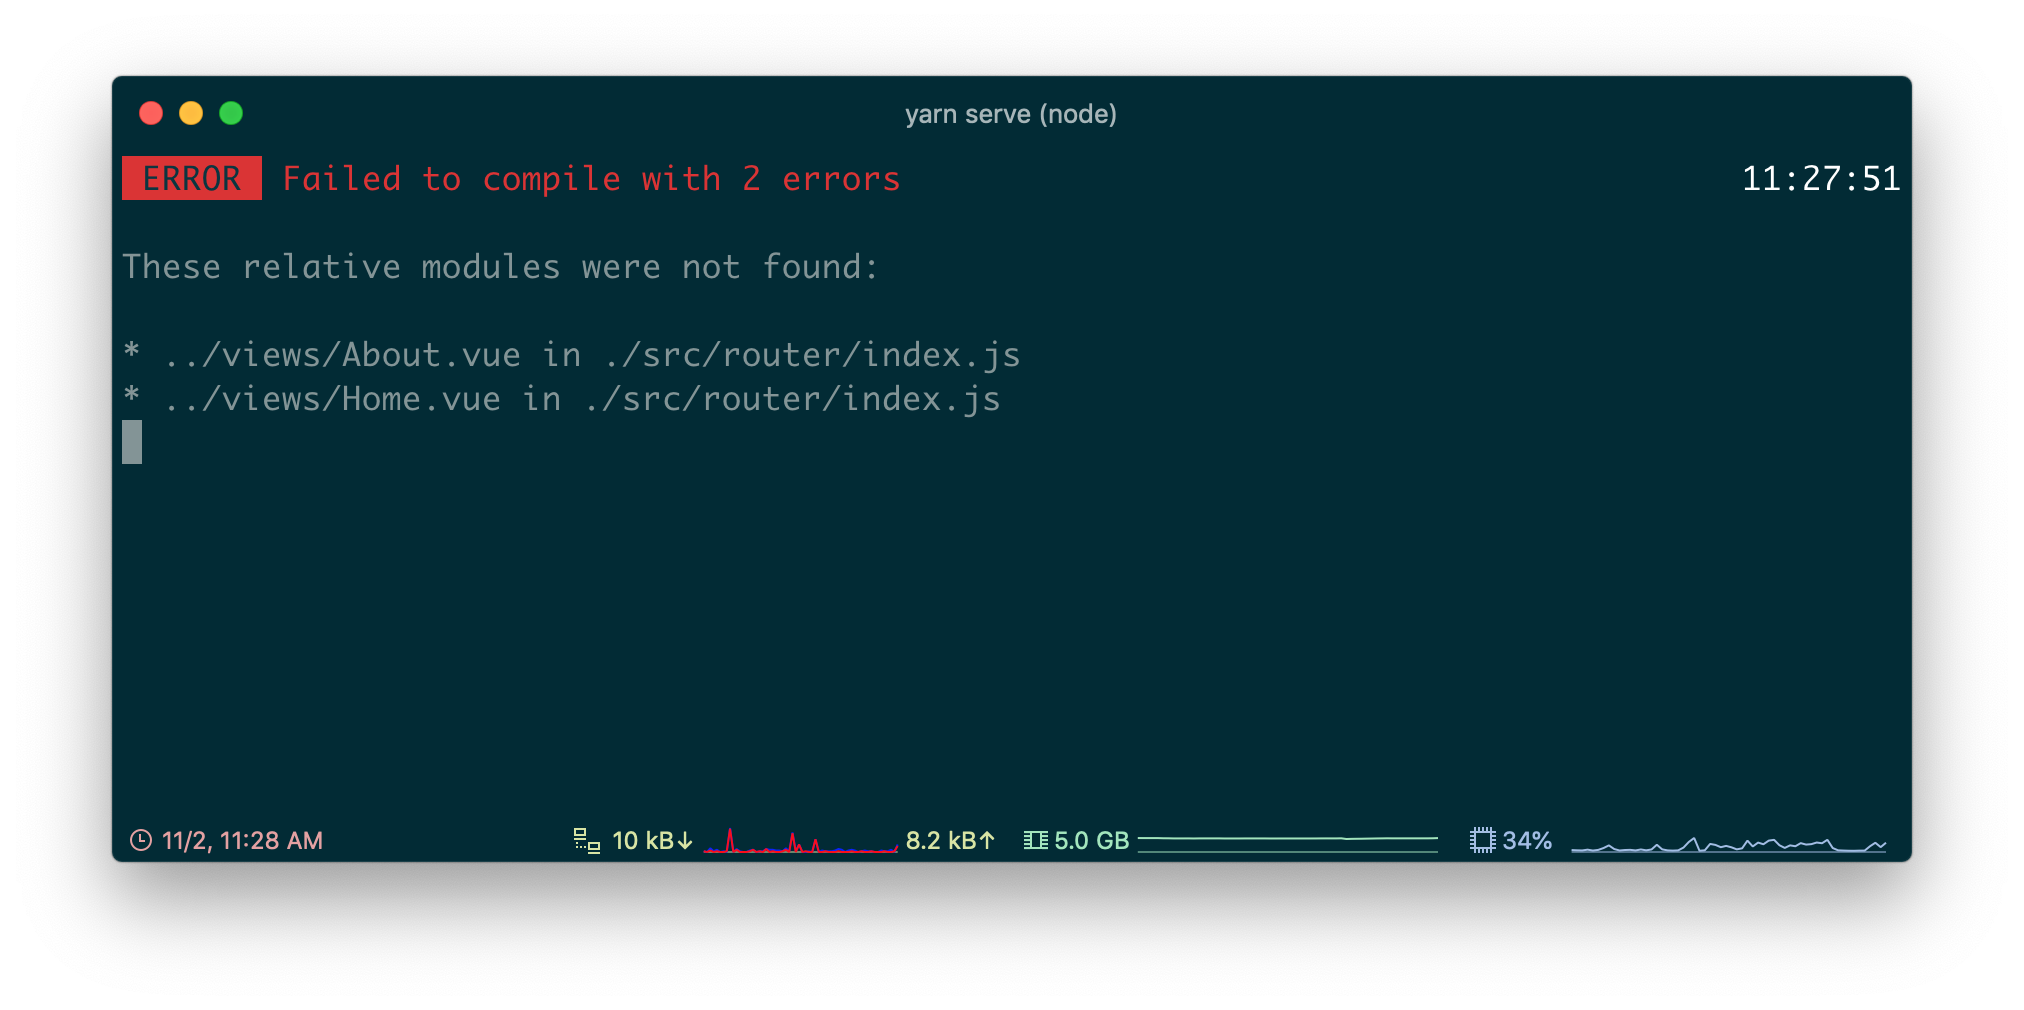 yarn serve (node)
ERROR Failed to compile with 2 errors 11:27:51
These relative modules were not found:
* ../views/About.vue in ./src/router/index.js
* ../views/Home.vue in ./src/router/index.js
11/2, 11:28 AM 10 kB↓ 8.2 kB↑ 5.0 GB 34%